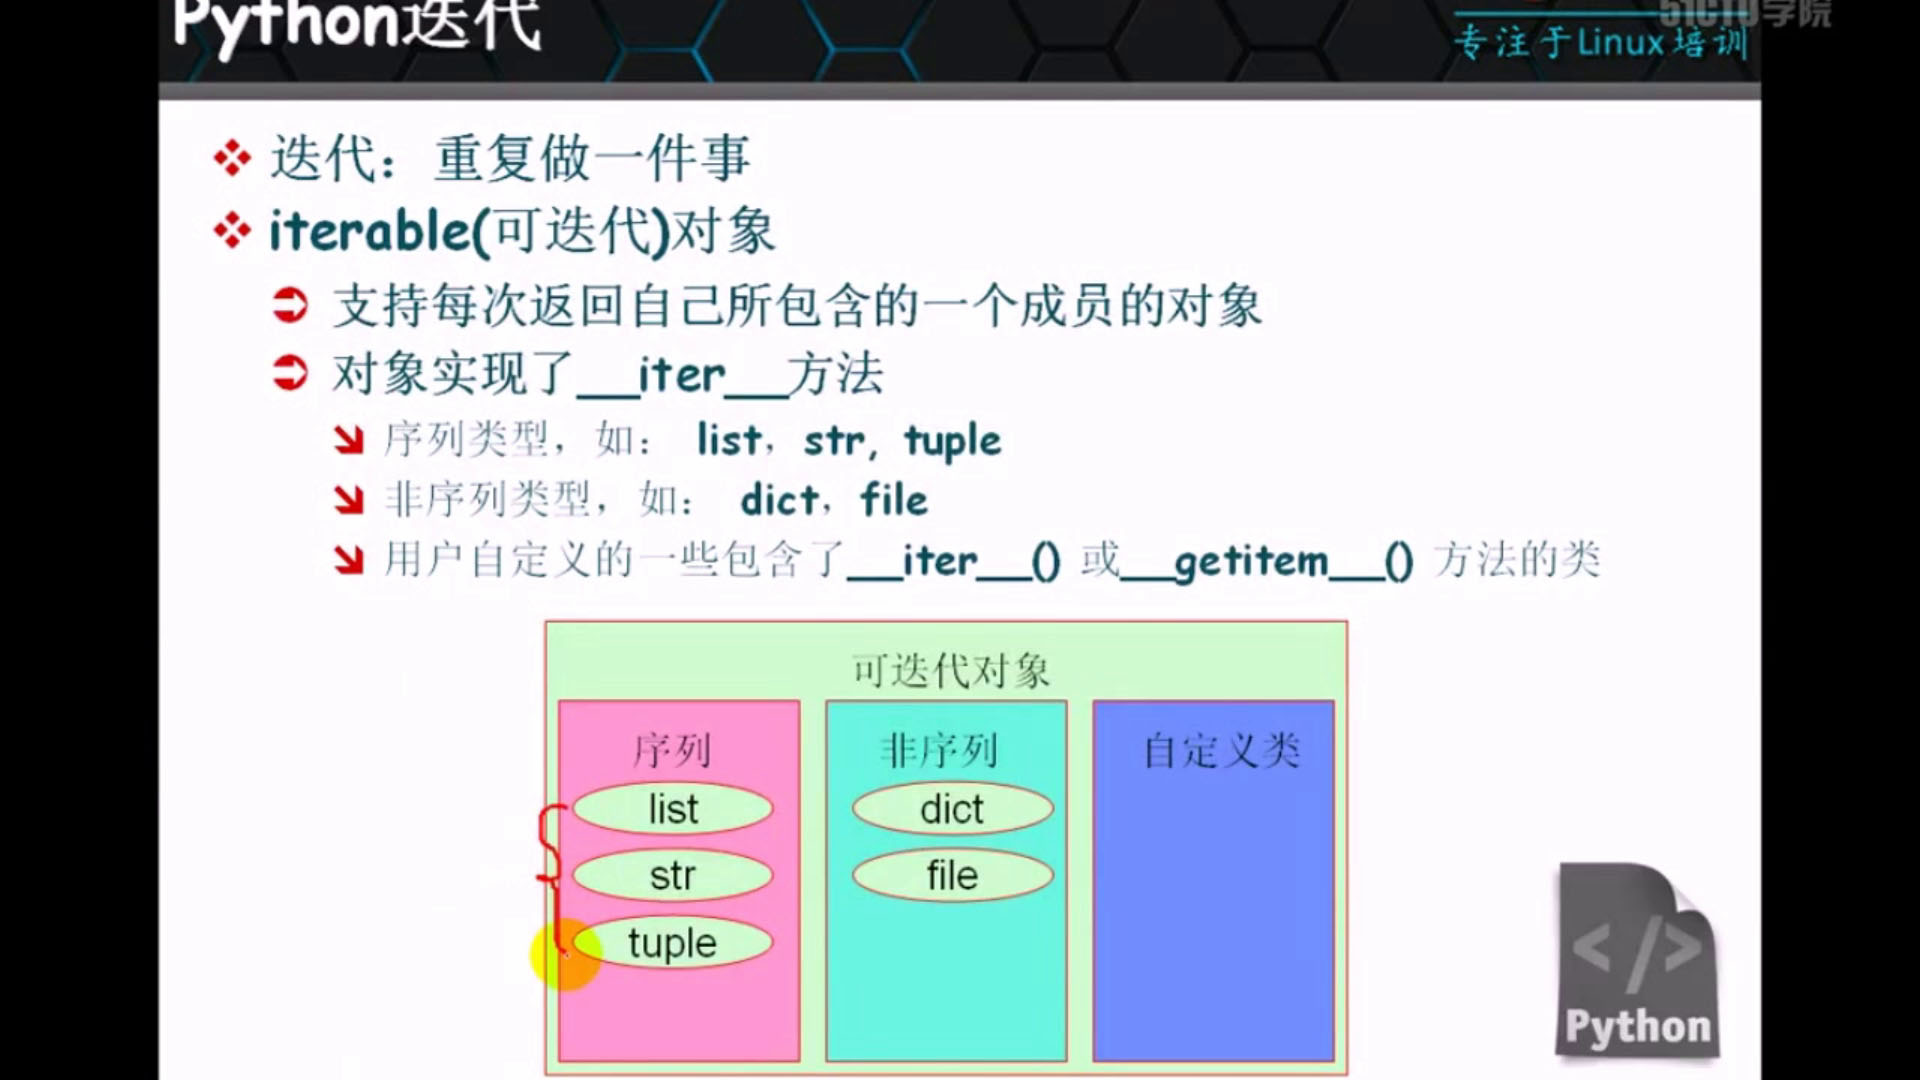 Python迭代
51CTO学院
专注于Linux培训
迭代：重复做一件事
iterable(可迭代)对象
支持每次返回自己所包含的一个成员的对象
对象实现了__iter__方法
序列类型，如： list，str，tuple
非序列类型，如： dict，file
用户自定义的一些包含了__iter__() 或__getitem__() 方法的类
可迭代对象
序列
list
str
tuple
非序列
dict
file
自定义类
</>
Python